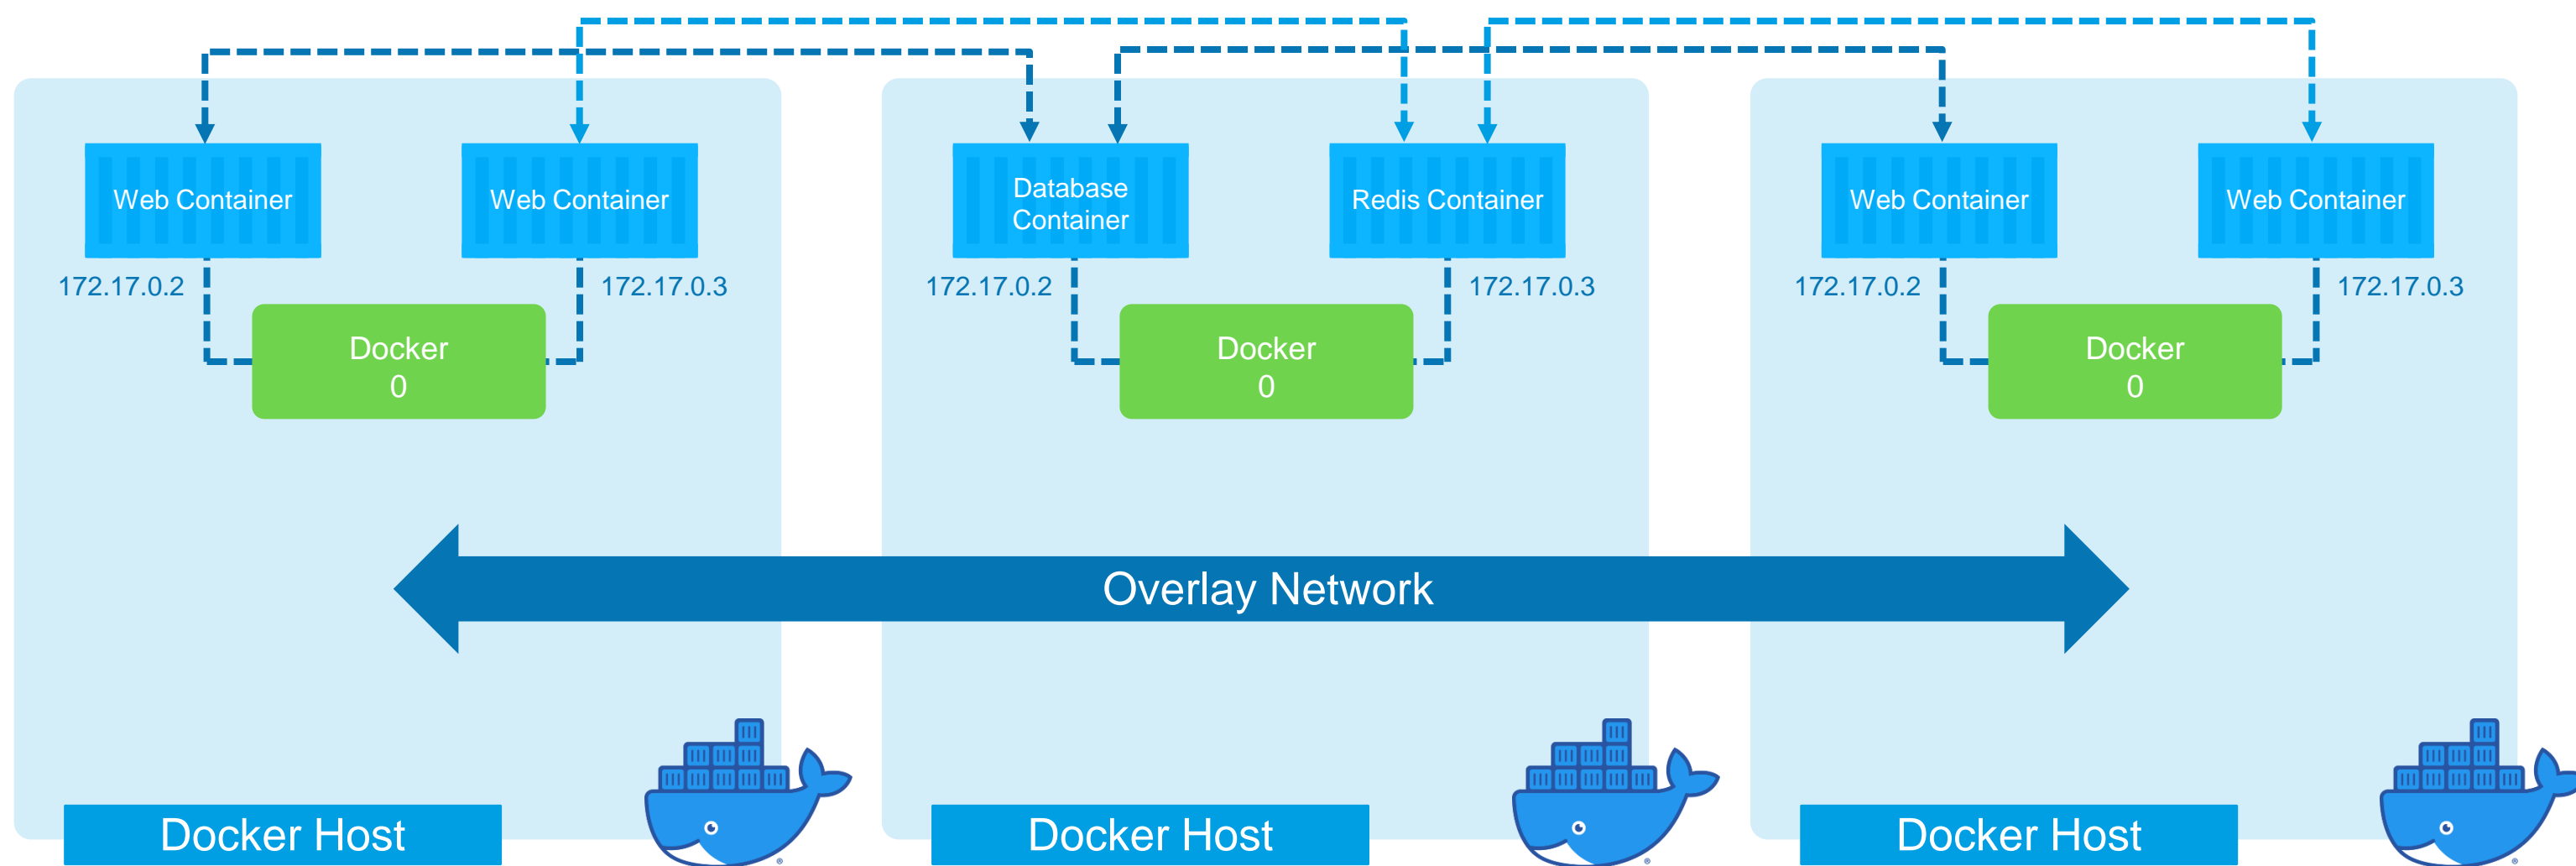 Web Container
Web Container
Database
Container
Redis Container
Web Container
Web Container
172.17.0.2
172.17.0.3
172.17.0.2
172.17.0.3
172.17.0.2
172.17.0.3
Docker
0
Docker
0
Docker
0
Overlay Network
Docker Host
®
Docker Host
®
Docker Host
®